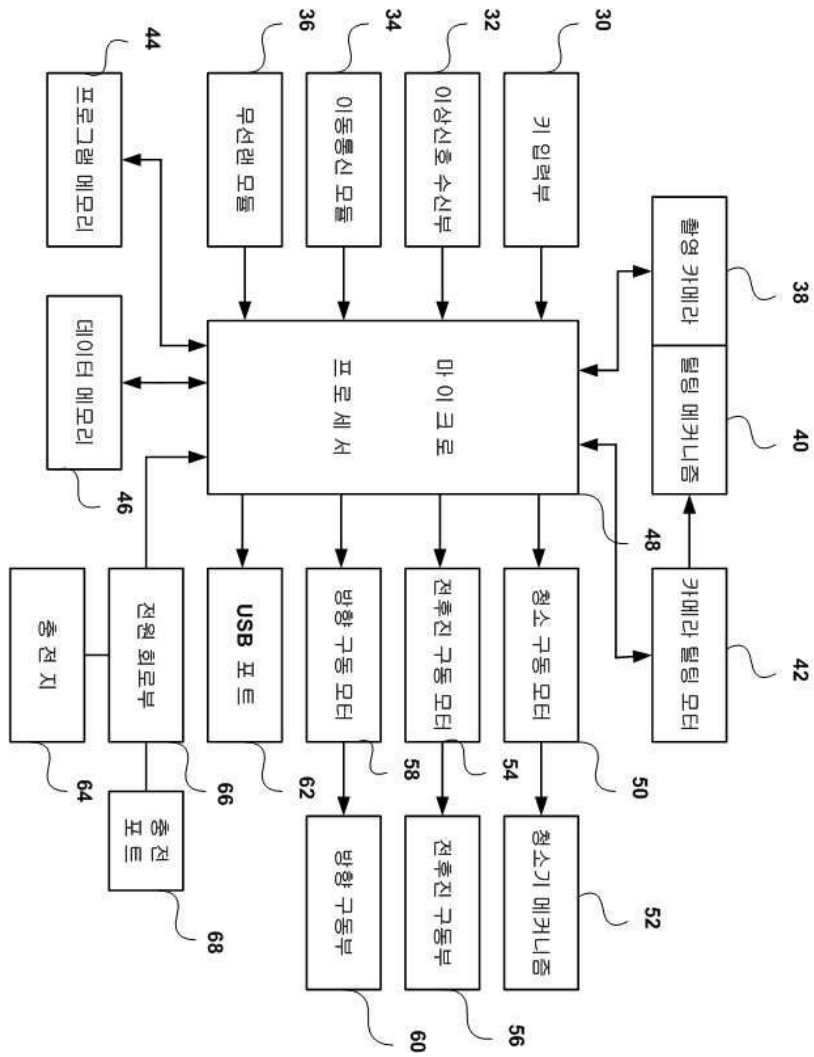 38
40
42
촬영 카메라
틸팅 메커니즘
카메라 틸팅 모터
48
30
50
52
키 입력부
청소 구동 모터
청소기 메커니즘
32
54
56
이상신호 수신부
마이크로
전후진 구동 모터
전후진 구동부
34
58
60
이동통신 모듈
프로세서
방향 구동 모터
방향 구동부
36
62
무선랜 모듈
USB 포트
44
46
66
68
프로그램 메모리
데이터 메모리
전원 회로부
충 전
포트
64
충 전 지